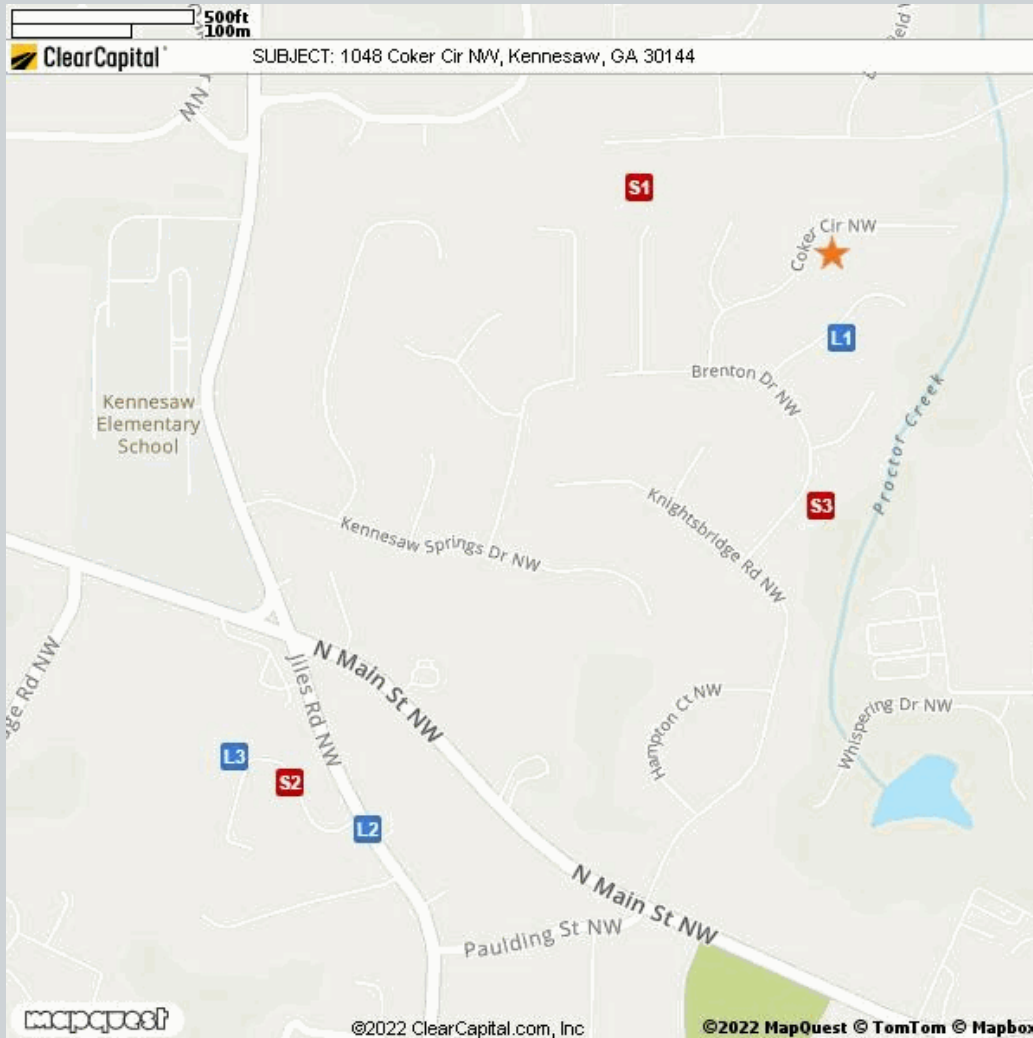 500ft
100m
ClearCapital
SUBJECT: 1048 Coker Cir NW, Kennesaw, GA 30144
NW
S1
Coker Cir NW
L1
Brenton Dr NW
Kennesaw
Elementary
School
Proctor Creek
S3
Knightsbridge Rd NW
Kennesaw Springs Dr NW
N Main St NW
Jiles Rd NW
Hampton Ct NW
Whispering Dr NW
L3
S2
L2
N Main St NW
Paulding St NW
mapquest
©2022 ClearCapital.com, Inc
©2022 MapQuest © TomTom © Mapbox